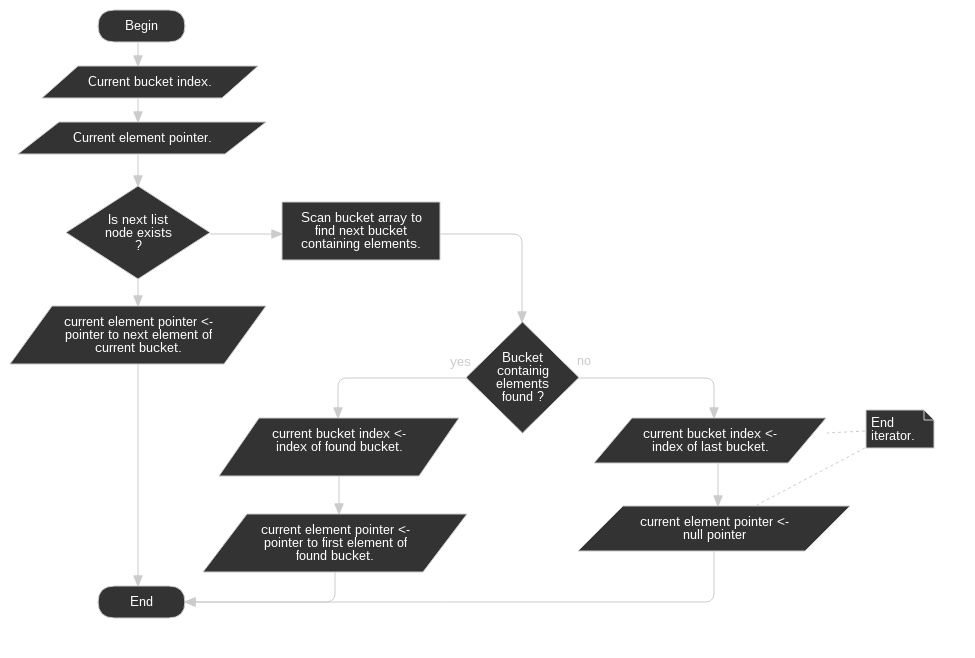 Begin
Current bucket index.
Current element pointer.
Is next list
node exists
?
Scan bucket array to
find next bucket
containing elements.
current element pointer <-
pointer to next element of
current bucket.
yes
Bucket
containig
elements
found ?
no
current bucket index <-
index of found bucket.
current bucket index <-
index of last bucket.
End
iterator.
current element pointer <-
pointer to first element of
found bucket.
current element pointer <-
null pointer
End